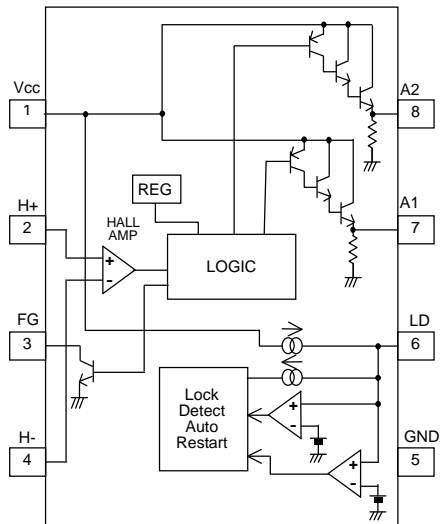 Vcc
1
A2
8
REG
H+
2
HALL
AMP
+
-
LOGIC
A1
7
FG
3
LD
6
Lock
Detect
Auto
Restart
+
-
H-
4
GND
5
+
-